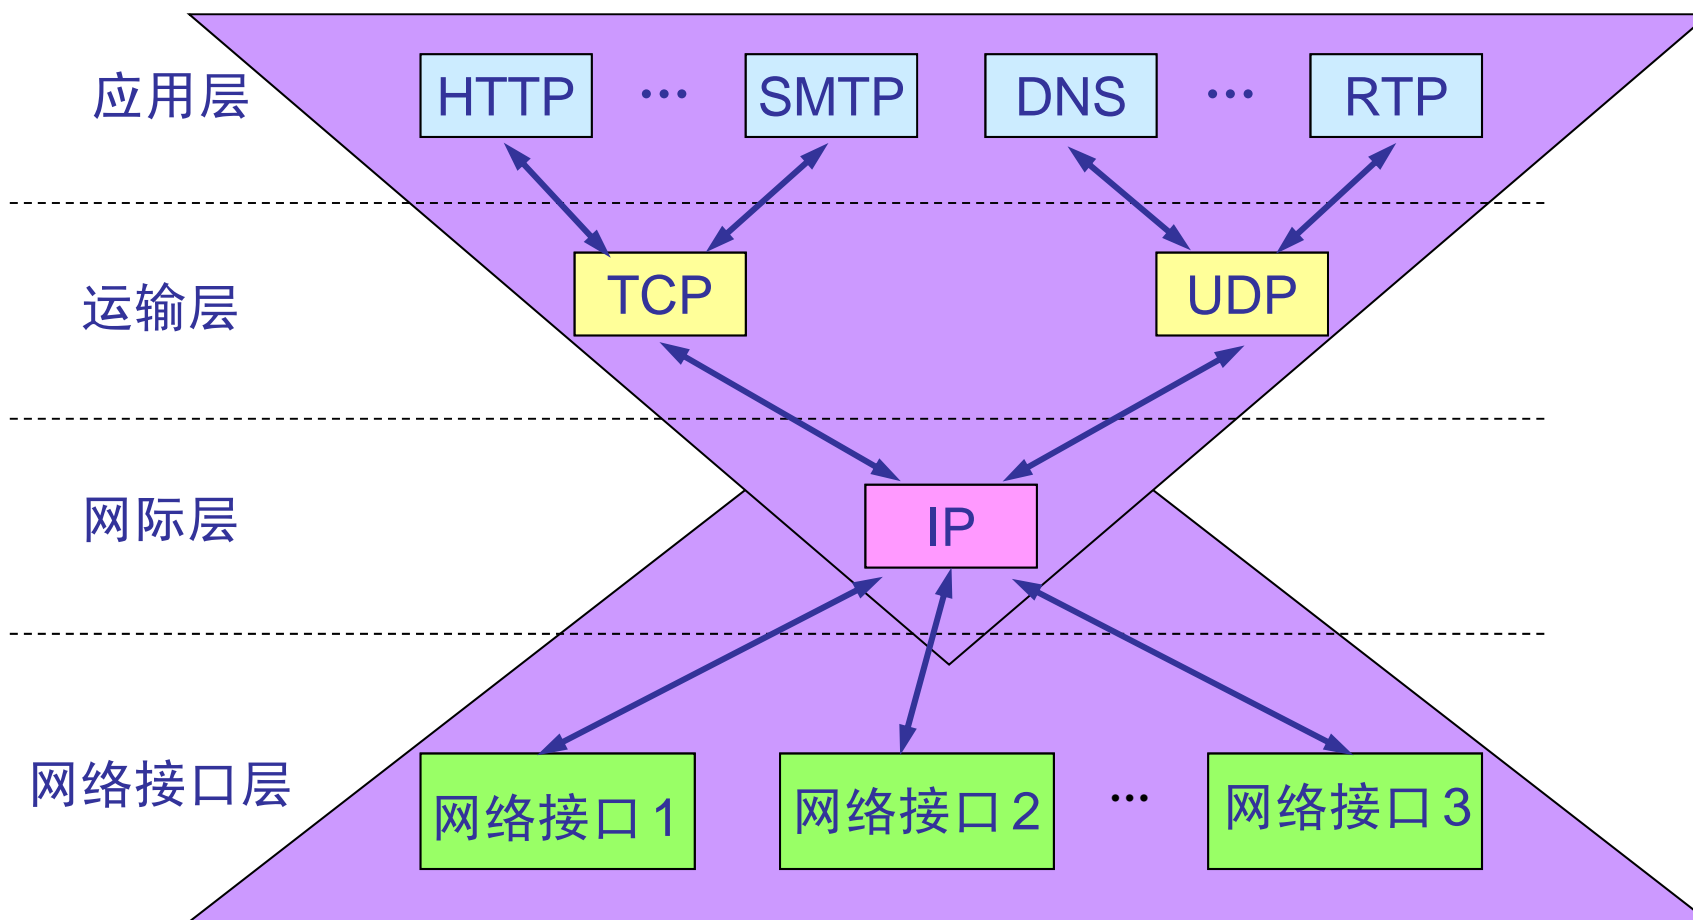 应用层 HTTP ··· SMTP DNS ··· RTP
运输层 TCP UDP
网际层 IP
网络接口层 网络接口1 网络接口2 ··· 网络接口3